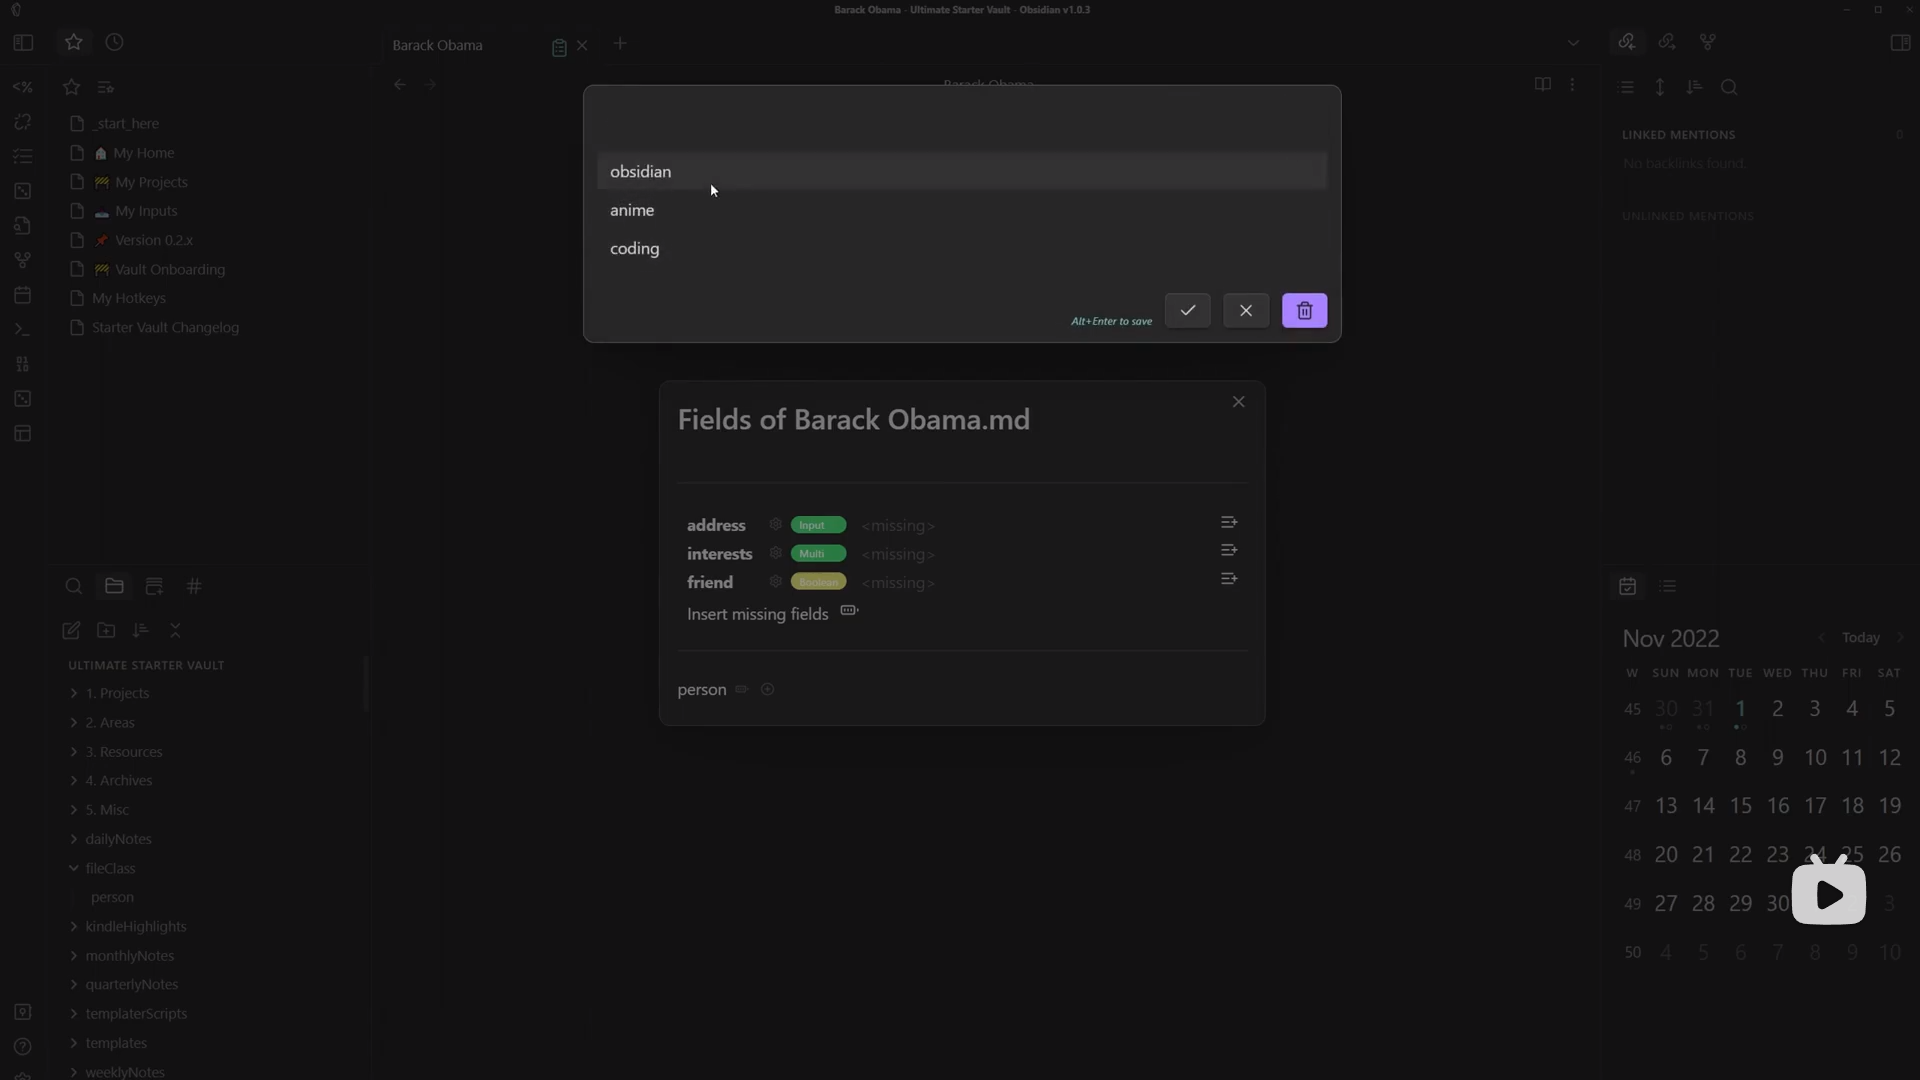 Barack Obama - Ultimate Starter Vault - Obsidian v1.0.3
Barack Obama
Barack Obama
_start_here
My Home
My Projects
My Inputs
Version 0.2.x
Vault Onboarding
My Hotkeys
Starter Vault Changelog
obsidian
anime
coding
Alt+Enter to save
Fields of Barack Obama.md
address Input <missing>
interests Multi <missing>
friend Boolean <missing>
Insert missing fields
person
LINKED MENTIONS 0
No backlinks found.
UNLINKED MENTIONS
ULTIMATE STARTER VAULT
1. Projects
2. Areas
3. Resources
4. Archives
5. Misc
dailyNotes
fileClass
person
kindleHighlights
monthlyNotes
quarterlyNotes
templaterScripts
templates
weeklyNotes
Nov 2022 Today
W SUN MON TUE WED THU FRI SAT
45 30 31 1 2 3 4 5
46 6 7 8 9 10 11 12
47 13 14 15 16 17 18 19
48 20 21 22 23 24 25 26
49 27 28 29 30 3
50 4 5 6 7 8 9 10